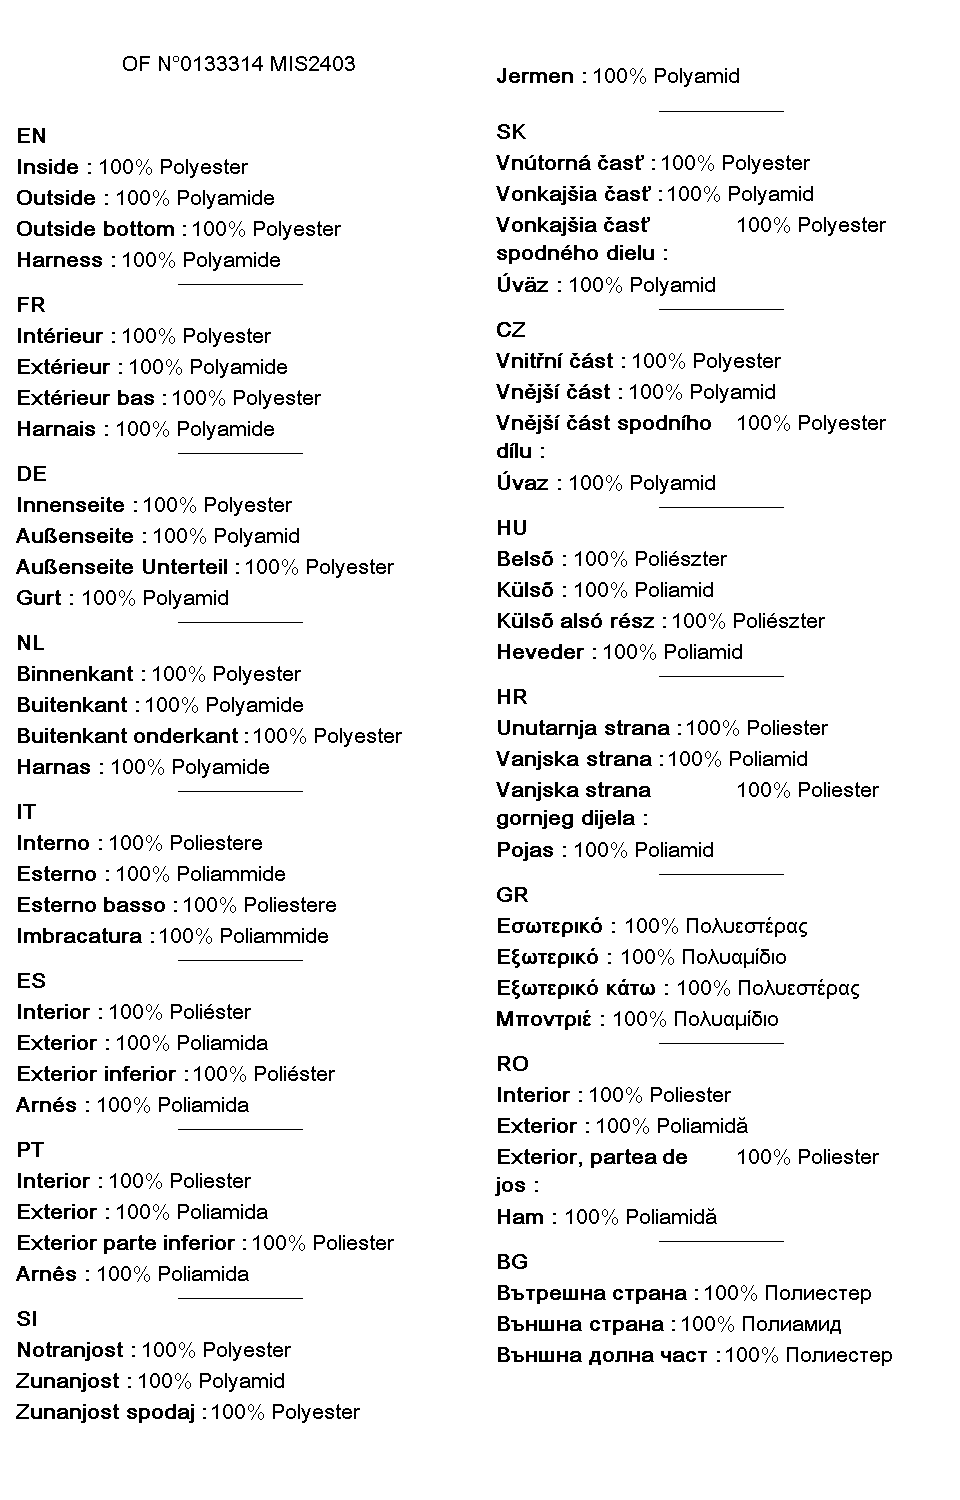 OF N°0133314 MIS2403
EN
Inside : 100% Polyester
Outside : 100% Polyamide
Outside bottom : 100% Polyester
Harness : 100% Polyamide
FR
Intérieur : 100% Polyester
Extérieur : 100% Polyamide
Extérieur bas : 100% Polyester
Harnais : 100% Polyamide
DE
Innenseite : 100% Polyester
Außenseite : 100% Polyamid
Außenseite Unterteil : 100% Polyester
Gurt : 100% Polyamid
NL
Binnenkant : 100% Polyester
Buitenkant : 100% Polyamide
Buitenkant onderkant : 100% Polyester
Harnas : 100% Polyamide
IT
Interno : 100% Poliestere
Esterno : 100% Poliammide
Esterno basso : 100% Poliestere
Imbracatura : 100% Poliammide
ES
Interior : 100% Poliéster
Exterior : 100% Poliamida
Exterior inferior : 100% Poliéster
Arnés : 100% Poliamida
PT
Interior : 100% Poliester
Exterior : 100% Poliamida
Exterior parte inferior : 100% Poliester
Arnês : 100% Poliamida
SI
Notranjost : 100% Polyester
Zunanjost : 100% Polyamid
Zunanjost spodaj : 100% Polyester
Jermen : 100% Polyamid
SK
Vnútorná časť : 100% Polyester
Vonkajšia časť : 100% Polyamid
Vonkajšia časť 100% Polyester
spodného dielu :
Úväz : 100% Polyamid
CZ
Vnitřní část : 100% Polyester
Vnější část : 100% Polyamid
Vnější část spodního 100% Polyester
dílu :
Úvaz : 100% Polyamid
HU
Belső : 100% Poliészter
Külső : 100% Poliamid
Külső alsó rész : 100% Poliészter
Heveder : 100% Poliamid
HR
Unutarnja strana : 100% Poliester
Vanjska strana : 100% Poliamid
Vanjska strana 100% Poliester
gornjeg dijela :
Pojas : 100% Poliamid
GR
Εσωτερικό : 100% Πολυεστέρας
Εξωτερικό : 100% Πολυαμίδιο
Εξωτερικό κάτω : 100% Πολυεστέρας
Μποντριέ : 100% Πολυαμίδιο
RO
Interior : 100% Poliester
Exterior : 100% Poliamidă
Exterior, partea de 100% Poliester
jos :
Ham : 100% Poliamidă
BG
Вътрешна страна : 100% Полиестер
Външна страна : 100% Полиамид
Външна долна част : 100% Полиестер